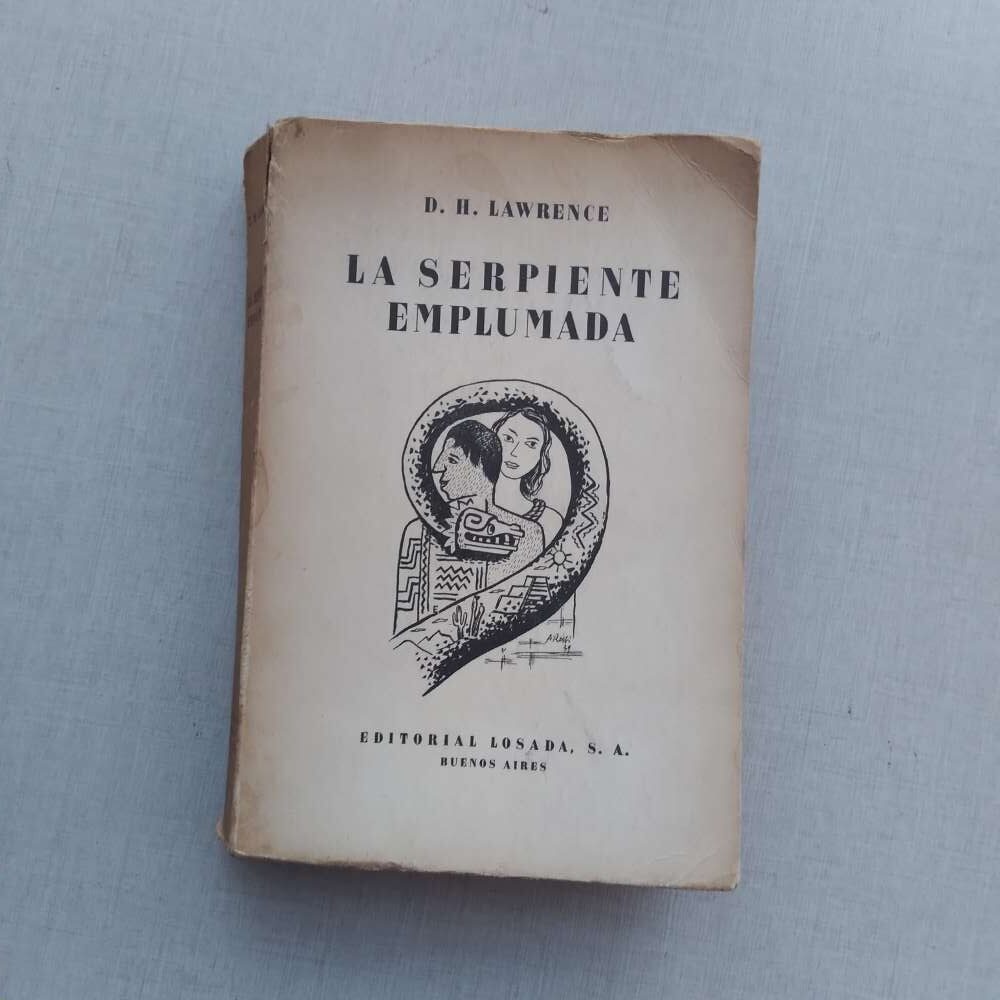 D. H. LAWRENCE
LA SERPIENTE
EMPLUMADA
EDITORIAL LOSADA, S. A.
BUENOS AIRES